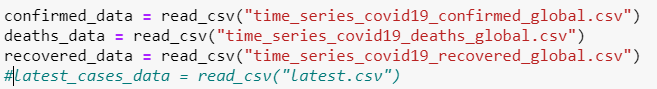 confirmed_data = read_csv("time_series_covid19_confirmed_global.csv")
deaths_data = read_csv("time_series_covid19_deaths_global.csv")
recovered_data = read_csv("time_series_covid19_recovered_global.csv")
#latest_cases_data = read_csv("latest.csv")